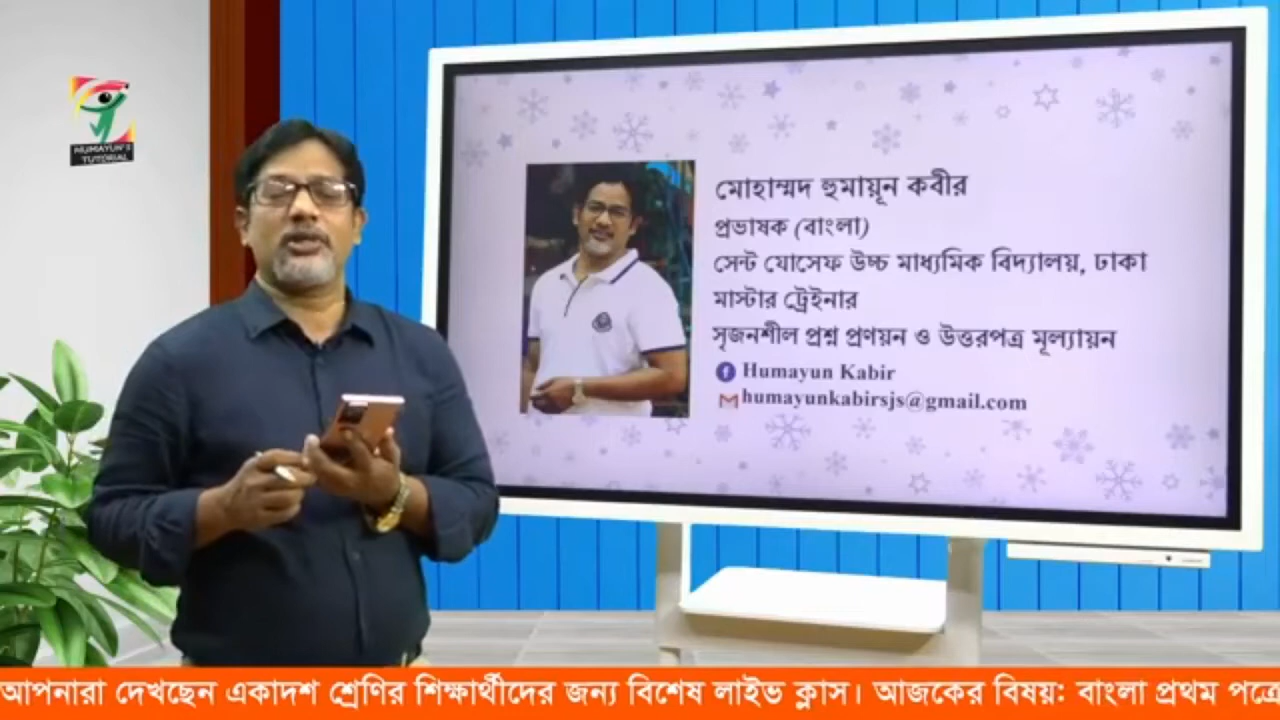 HUMAYUN'S
TUTORIAL
মোহাম্মদ হুমায়ূন কবীর
প্রভাষক (বাংলা)
সেন্ট যোসেফ উচ্চ মাধ্যমিক বিদ্যালয়, ঢাকা
মাস্টার ট্রেইনার
সৃজনশীল প্রশ্ন প্রণয়ন ও উত্তরপত্র মূল্যায়ন
Humayun Kabir
humayunkabirsjs@gmail.com
আপনারা দেখছেন একাদশ শ্রেণির শিক্ষার্থীদের জন্য বিশেষ লাইভ ক্লাস। আজকের বিষয়: বাংলা প্রথম পত্রে